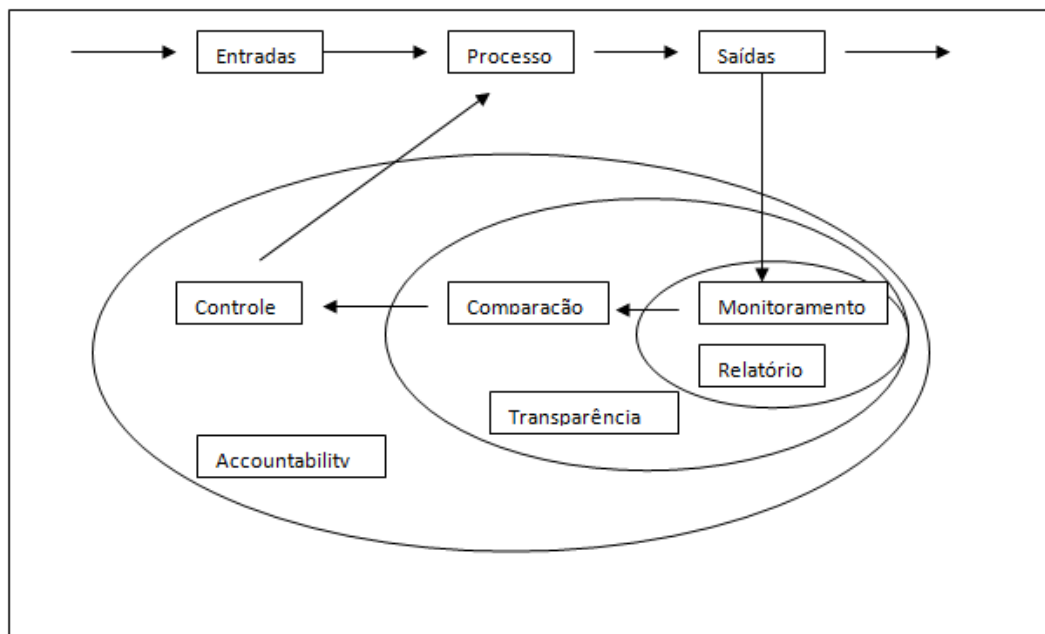 Entradas
Processo
Saídas
Controle
Comparação
Monitoramento
Relatório
Transparência
Accountability